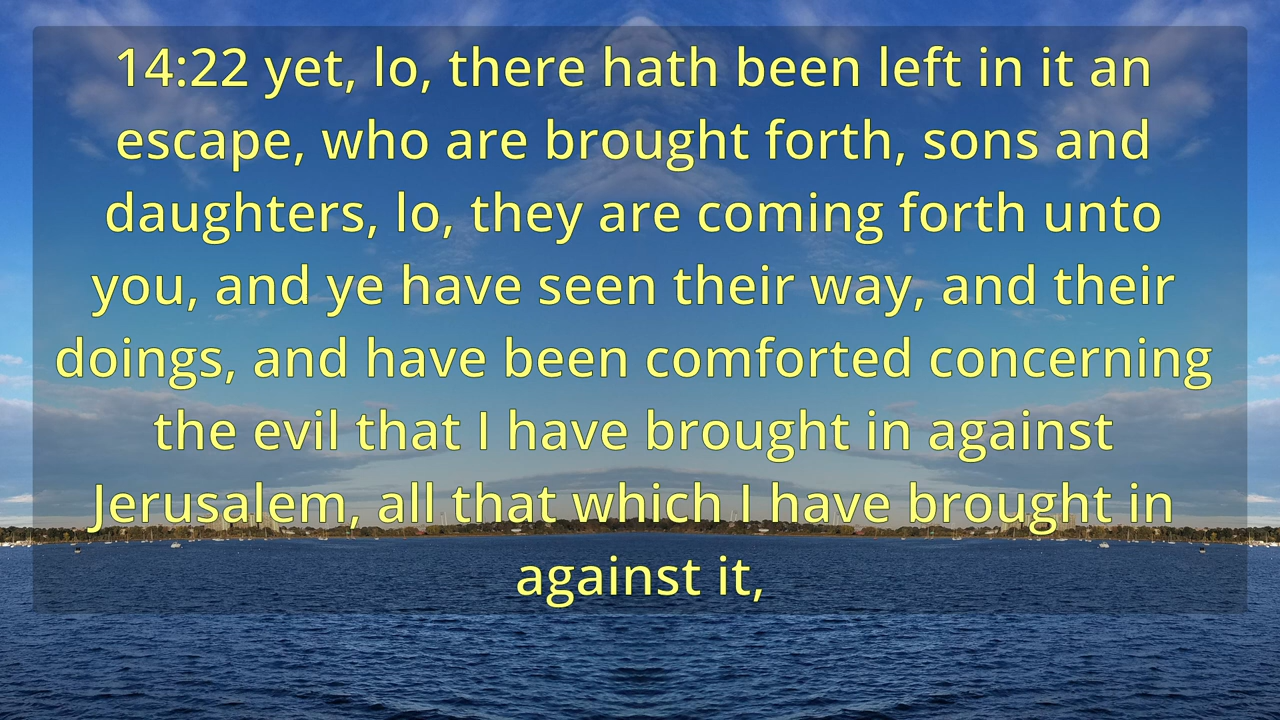 14:22 yet, lo, there hath been left in it an
escape, who are brought forth, sons and
daughters, lo, they are coming forth unto
you, and ye have seen their way, and their
doings, and have been comforted concerning
the evil that I have brought in against
Jerusalem, all that which I have brought in
against it,